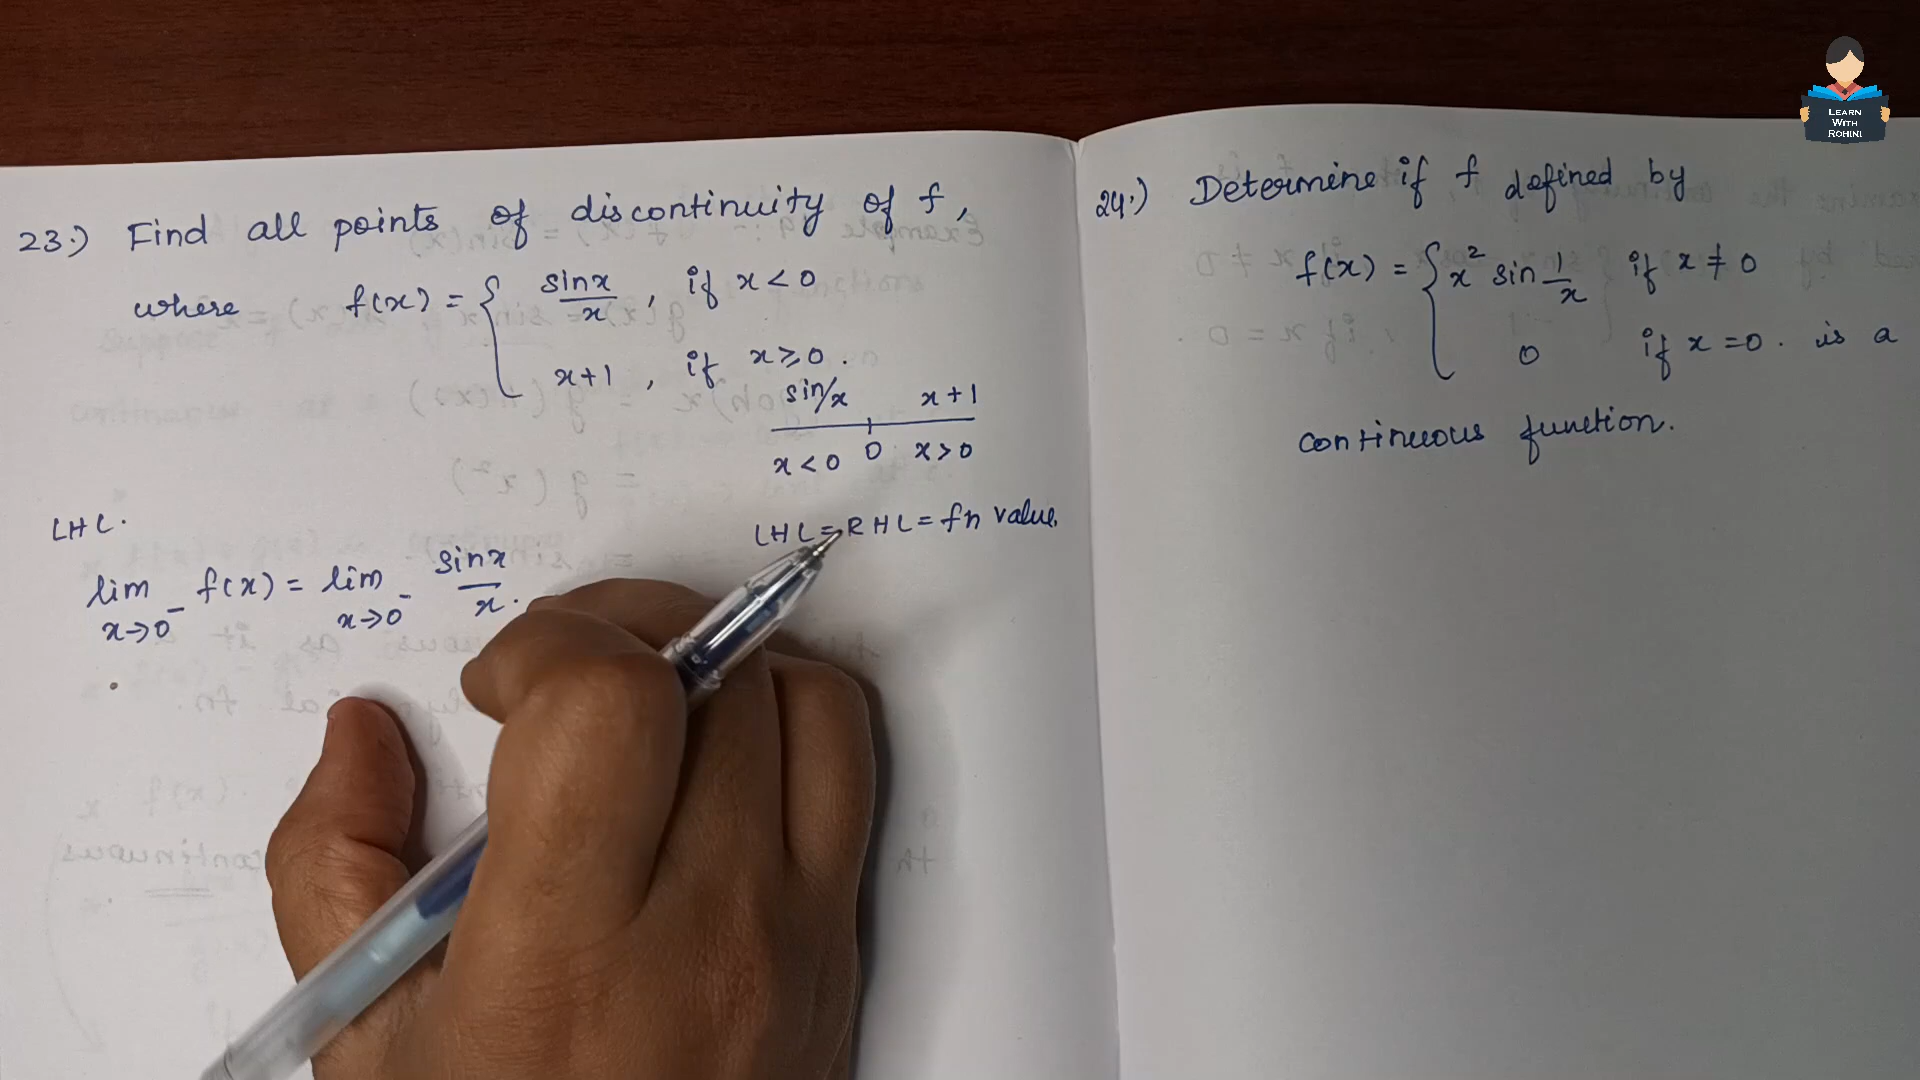 23.) Find all points of discontinuity of f,
where f(x) = { sinx/x , if x < 0
x+1 , if x ≥ 0.
sin/x x+1
x<0 0 x>0
LHL = RHL = fn value.
LHL.
lim x→0⁻ f(x) = lim x→0⁻ sinx/x.
24.) Determine if f defined by
f(x) = { x² sin 1/x if x ≠ 0
0 if x = 0. is a
continuous function.
LEARN
WITH
ROHINI